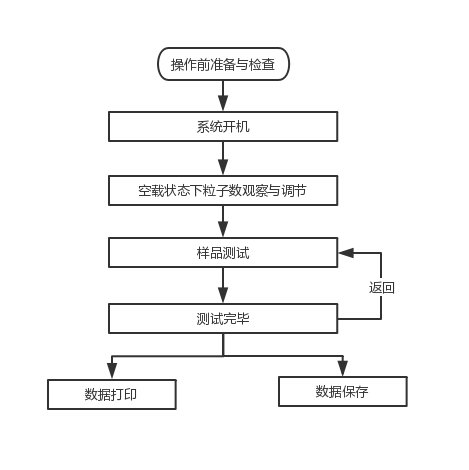 操作前准备与检查
系统开机
空载状态下粒子数观察与调节
样品测试
返回
测试完毕
数据打印
数据保存